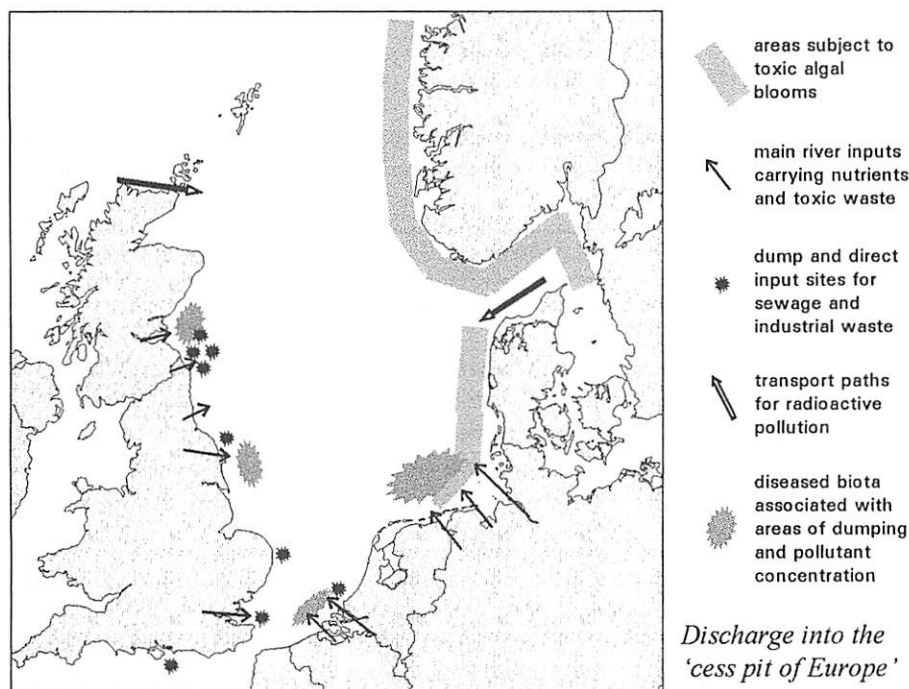 areas subject to
toxic algal
blooms
main river inputs
carrying nutrients
and toxic waste
dump and direct
input sites for
sewage and
industrial waste
transport paths
for radioactive
pollution
diseased biota
associated with
areas of dumping
and pollutant
concentration
Discharge into the
‘cess pit of Europe’